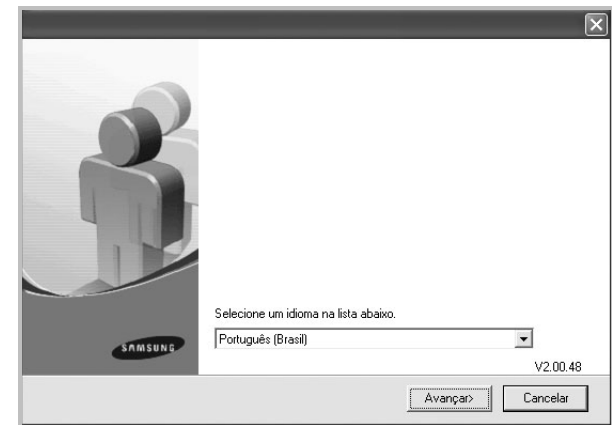 Selecione um idioma na lista abaixo.
Português (Brasil)
SAMSUNG
V2.00.48
Avançar>
Cancelar